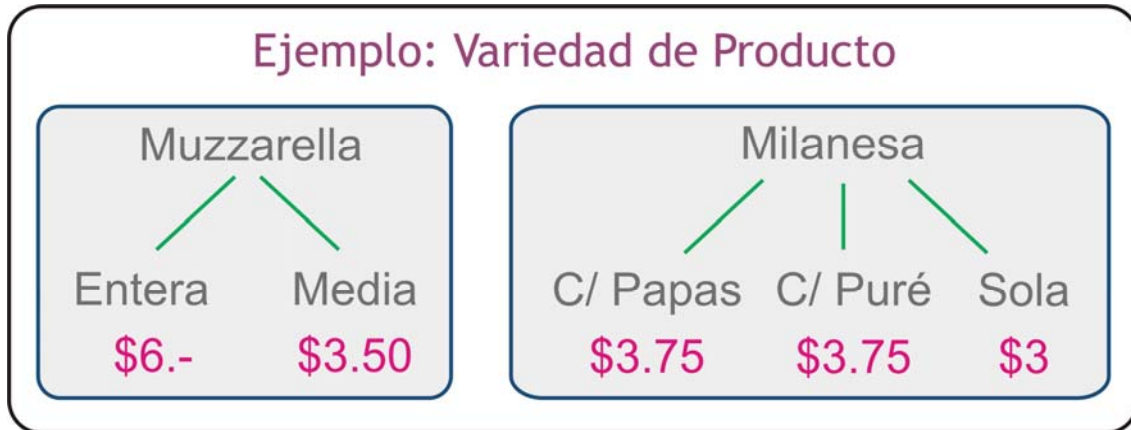 Ejemplo: Variedad de Producto
Muzzarella
Entera Media
$6.- $3.50
Milanesa
C/ Papas C/ Puré Sola
$3.75 $3.75 $3